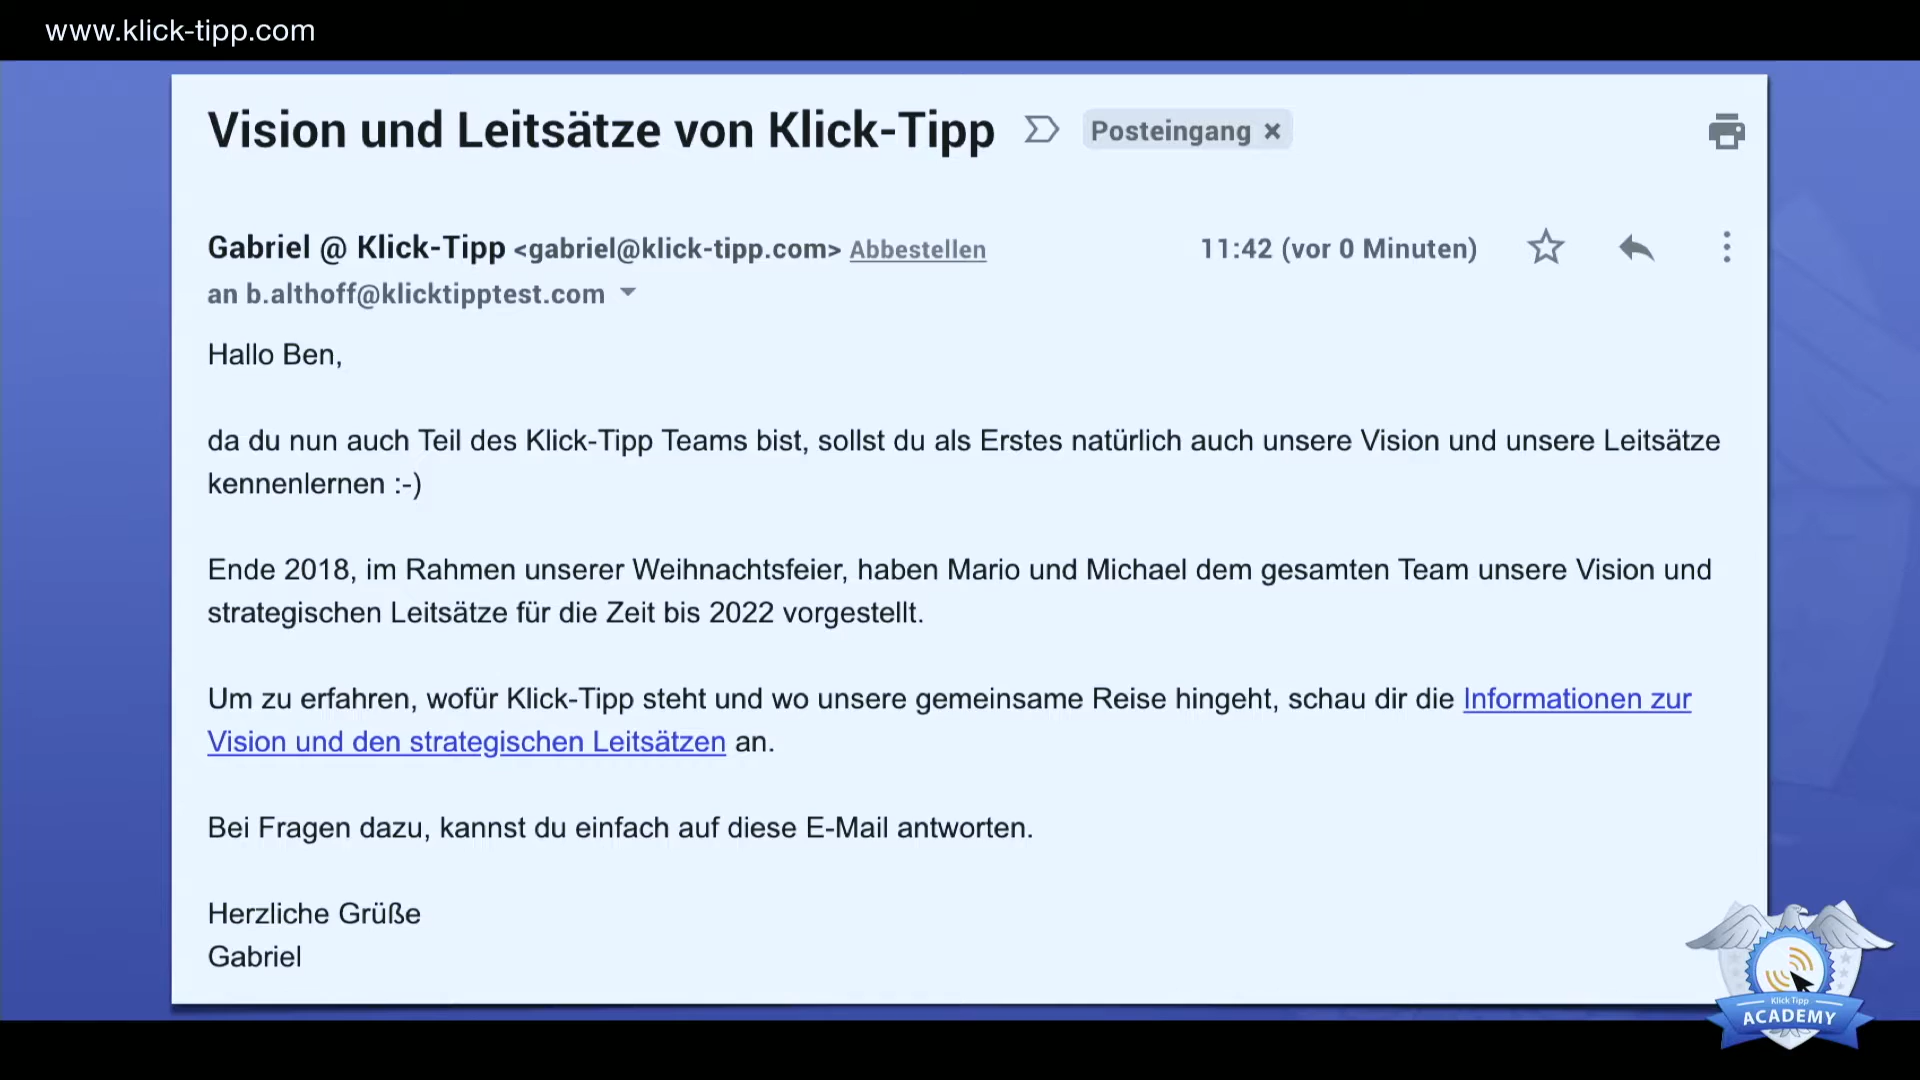 www.klick-tipp.com
Vision und Leitsätze von Klick-Tipp Posteingang ×
Gabriel @ Klick-Tipp <gabriel@klick-tipp.com> Abbestellen 11:42 (vor 0 Minuten)
an b.althoff@klicktipptest.com
Hallo Ben,
da du nun auch Teil des Klick-Tipp Teams bist, sollst du als Erstes natürlich auch unsere Vision und unsere Leitsätze
kennenlernen :-)
Ende 2018, im Rahmen unserer Weihnachtsfeier, haben Mario und Michael dem gesamten Team unsere Vision und
strategischen Leitsätze für die Zeit bis 2022 vorgestellt.
Um zu erfahren, wofür Klick-Tipp steht und wo unsere gemeinsame Reise hingeht, schau dir die Informationen zur
Vision und den strategischen Leitsätzen an.
Bei Fragen dazu, kannst du einfach auf diese E-Mail antworten.
Herzliche Grüße
Gabriel
Klick Tipp
ACADEMY